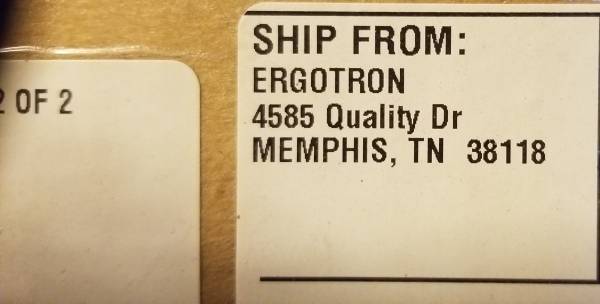 2 OF 2
SHIP FROM:
ERGOTRON
4585 Quality Dr
MEMPHIS, TN 38118